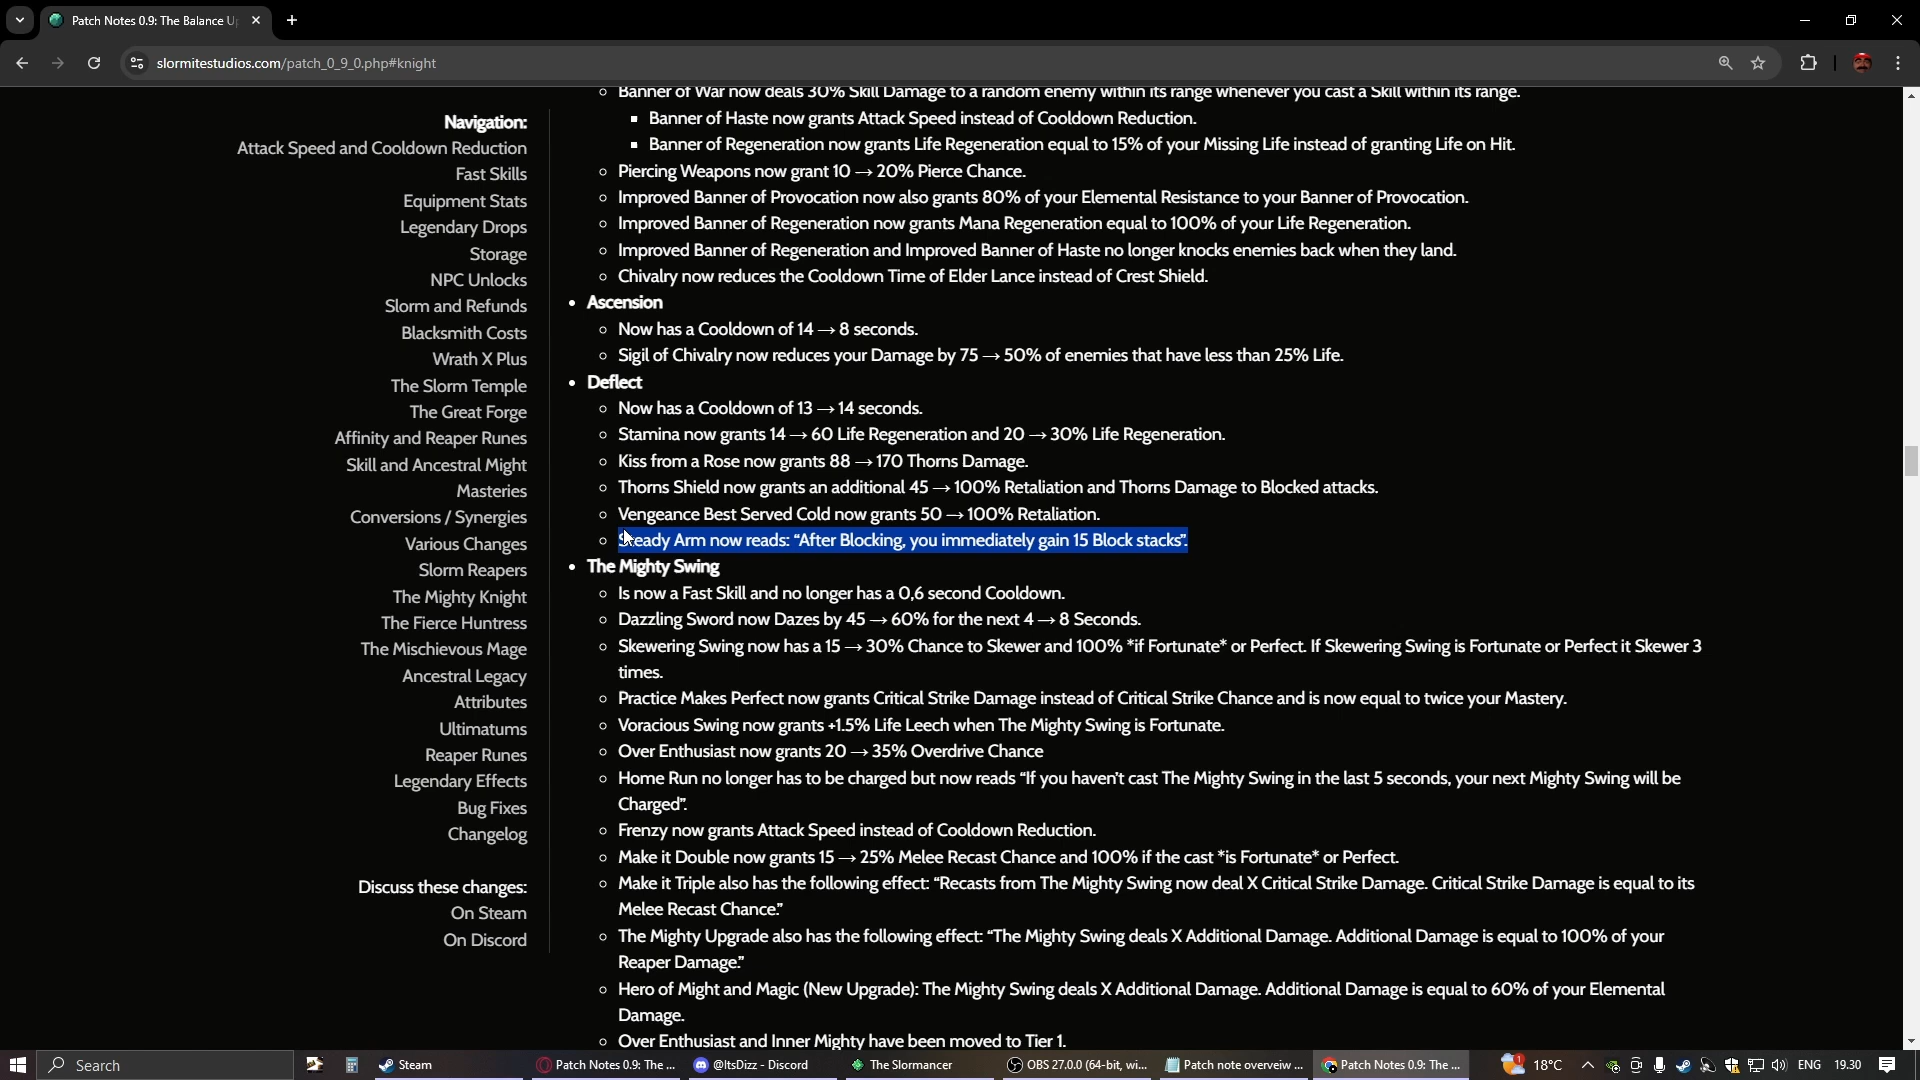 Patch Notes 0.9: The Balance U
slormitestudios.com/patch_0_9_0.php#knight
Navigation:
Attack Speed and Cooldown Reduction
Fast Skills
Equipment Stats
Legendary Drops
Storage
NPC Unlocks
Slorm and Refunds
Blacksmith Costs
Wrath X Plus
The Slorm Temple
The Great Forge
Affinity and Reaper Runes
Skill and Ancestral Might
Masteries
Conversions / Synergies
Various Changes
Slorm Reapers
The Mighty Knight
The Fierce Huntress
The Mischievous Mage
Ancestral Legacy
Attributes
Ultimatums
Reaper Runes
Legendary Effects
Bug Fixes
Changelog
Discuss these changes:
On Steam
On Discord
Banner of War now deals 30% Skill Damage to a random enemy within its range whenever you cast a Skill within its range.
Banner of Haste now grants Attack Speed instead of Cooldown Reduction.
Banner of Regeneration now grants Life Regeneration equal to 15% of your Missing Life instead of granting Life on Hit.
Piercing Weapons now grant 10 → 20% Pierce Chance.
Improved Banner of Provocation now also grants 80% of your Elemental Resistance to your Banner of Provocation.
Improved Banner of Regeneration now grants Mana Regeneration equal to 100% of your Life Regeneration.
Improved Banner of Regeneration and Improved Banner of Haste no longer knocks enemies back when they land.
Chivalry now reduces the Cooldown Time of Elder Lance instead of Crest Shield.
Ascension
Now has a Cooldown of 14 → 8 seconds.
Sigil of Chivalry now reduces your Damage by 75 → 50% of enemies that have less than 25% Life.
Deflect
Now has a Cooldown of 13 → 14 seconds.
Stamina now grants 14 → 60 Life Regeneration and 20 → 30% Life Regeneration.
Kiss from a Rose now grants 88 → 170 Thorns Damage.
Thorns Shield now grants an additional 45 → 100% Retaliation and Thorns Damage to Blocked attacks.
Vengeance Best Served Cold now grants 50 → 100% Retaliation.
Steady Arm now reads: “After Blocking, you immediately gain 15 Block stacks”.
The Mighty Swing
Is now a Fast Skill and no longer has a 0,6 second Cooldown.
Dazzling Sword now Dazes by 45 → 60% for the next 4 → 8 Seconds.
Skewering Swing now has a 15 → 30% Chance to Skewer and 100% *if Fortunate* or Perfect. If Skewering Swing is Fortunate or Perfect it Skewer 3
times.
Practice Makes Perfect now grants Critical Strike Damage instead of Critical Strike Chance and is now equal to twice your Mastery.
Voracious Swing now grants +1.5% Life Leech when The Mighty Swing is Fortunate.
Over Enthusiast now grants 20 → 35% Overdrive Chance
Home Run no longer has to be charged but now reads “If you haven’t cast The Mighty Swing in the last 5 seconds, your next Mighty Swing will be
Charged”.
Frenzy now grants Attack Speed instead of Cooldown Reduction.
Make it Double now grants 15 → 25% Melee Recast Chance and 100% if the cast *is Fortunate* or Perfect.
Make it Triple also has the following effect: “Recasts from The Mighty Swing now deal X Critical Strike Damage. Critical Strike Damage is equal to its
Melee Recast Chance.”
The Mighty Upgrade also has the following effect: “The Mighty Swing deals X Additional Damage. Additional Damage is equal to 100% of your
Reaper Damage.”
Hero of Might and Magic (New Upgrade): The Mighty Swing deals X Additional Damage. Additional Damage is equal to 60% of your Elemental
Damage.
Over Enthusiast and Inner Mighty have been moved to Tier 1.
Search
Steam
Patch Notes 0.9: The ...
@ItsDizz - Discord
The Slormancer
OBS 27.0.0 (64-bit, wi...
Patch note overveiw ...
Patch Notes 0.9: The ...
1
18°C
ENG
19.30